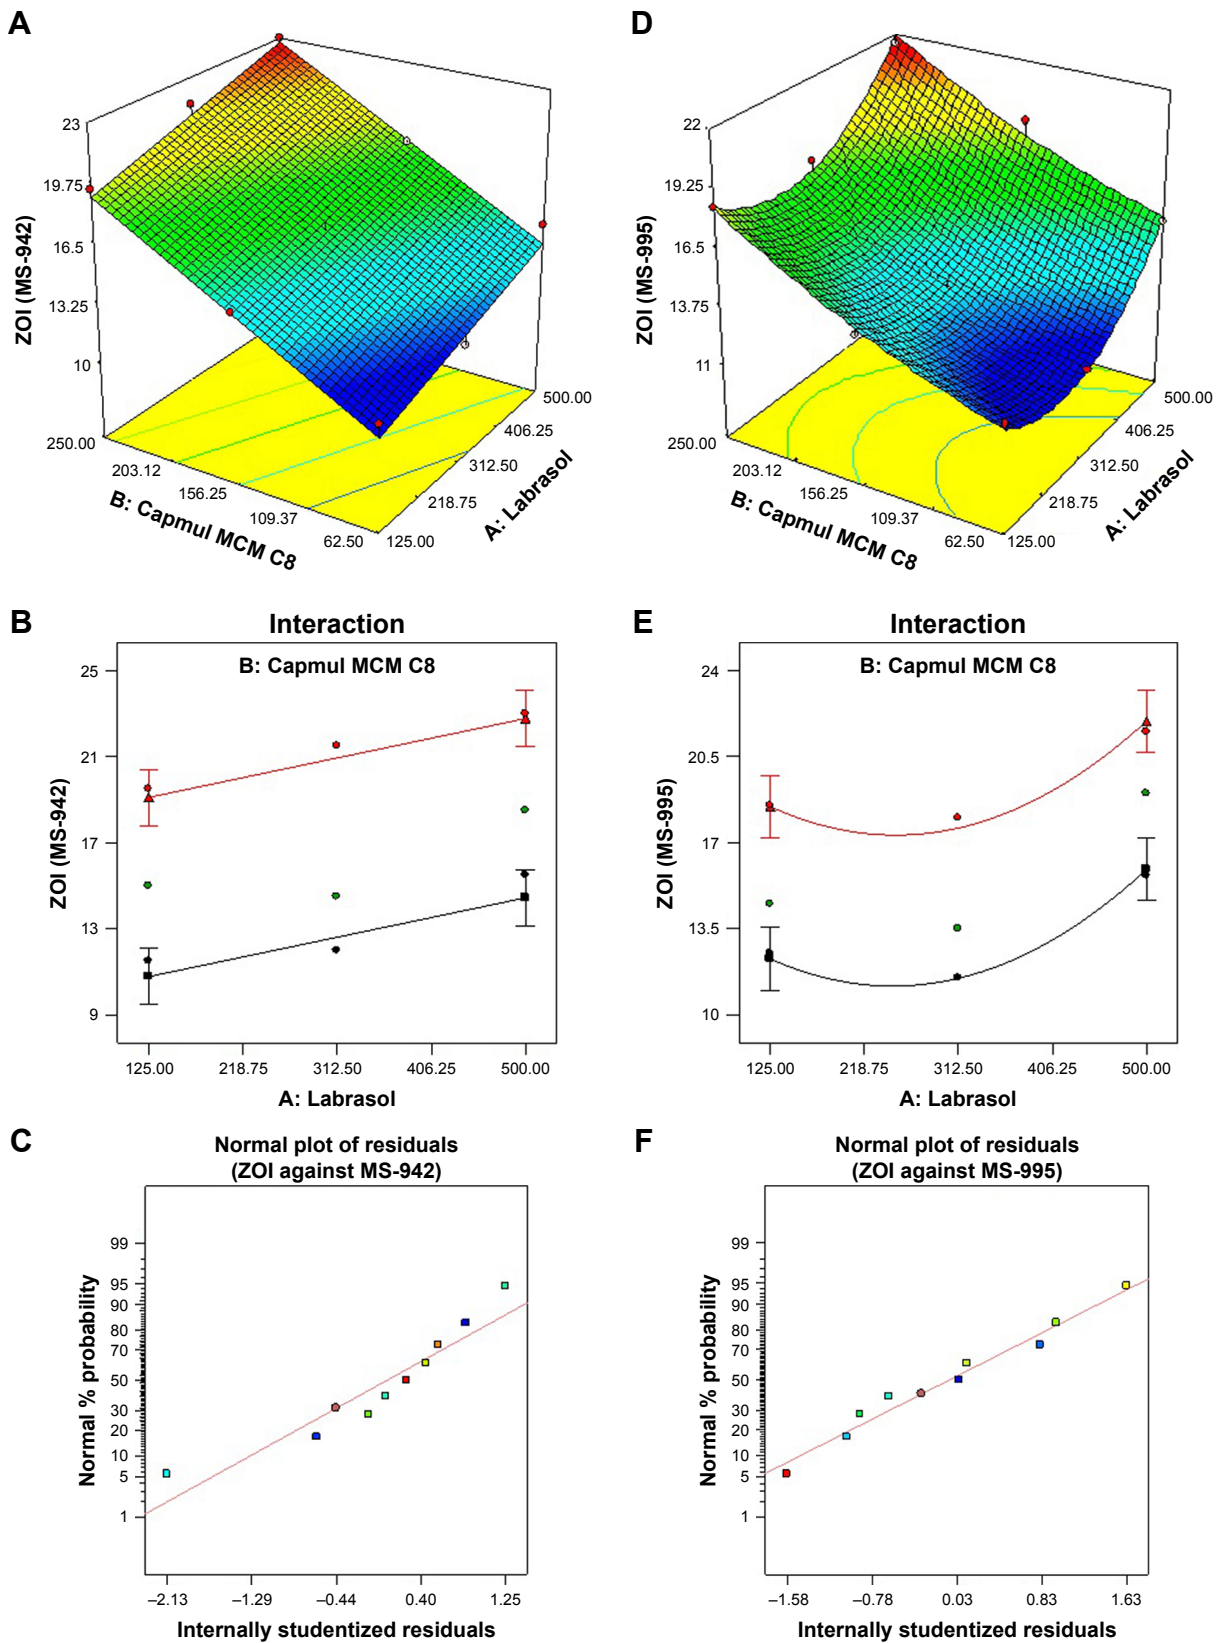 A
23
19.75
16.5
13.25
10
ZOI (MS-942)
250.00
203.12
156.25
109.37
62.50
B: Capmul MCM C8
125.00
218.75
312.50
406.25
500.00
A: Labrasol
D
22
19.25
16.5
13.75
11
ZOI (MS-995)
250.00
203.12
156.25
109.37
62.50
B: Capmul MCM C8
125.00
218.75
312.50
406.25
500.00
A: Labrasol
B
Interaction
B: Capmul MCM C8
25
21
17
13
9
ZOI (MS-942)
125.00 218.75 312.50 406.25 500.00
A: Labrasol
E
Interaction
B: Capmul MCM C8
24
20.5
17
13.5
10
ZOI (MS-995)
125.00 218.75 312.50 406.25 500.00
A: Labrasol
C
Normal plot of residuals
(ZOI against MS-942)
99
95
90
80
70
50
30
20
10
5
1
Normal % probability
–2.13 –1.29 –0.44 0.40 1.25
Internally studentized residuals
F
Normal plot of residuals
(ZOI against MS-995)
99
95
90
80
70
50
30
20
10
5
1
Normal % probability
–1.58 –0.78 0.03 0.83 1.63
Internally studentized residuals